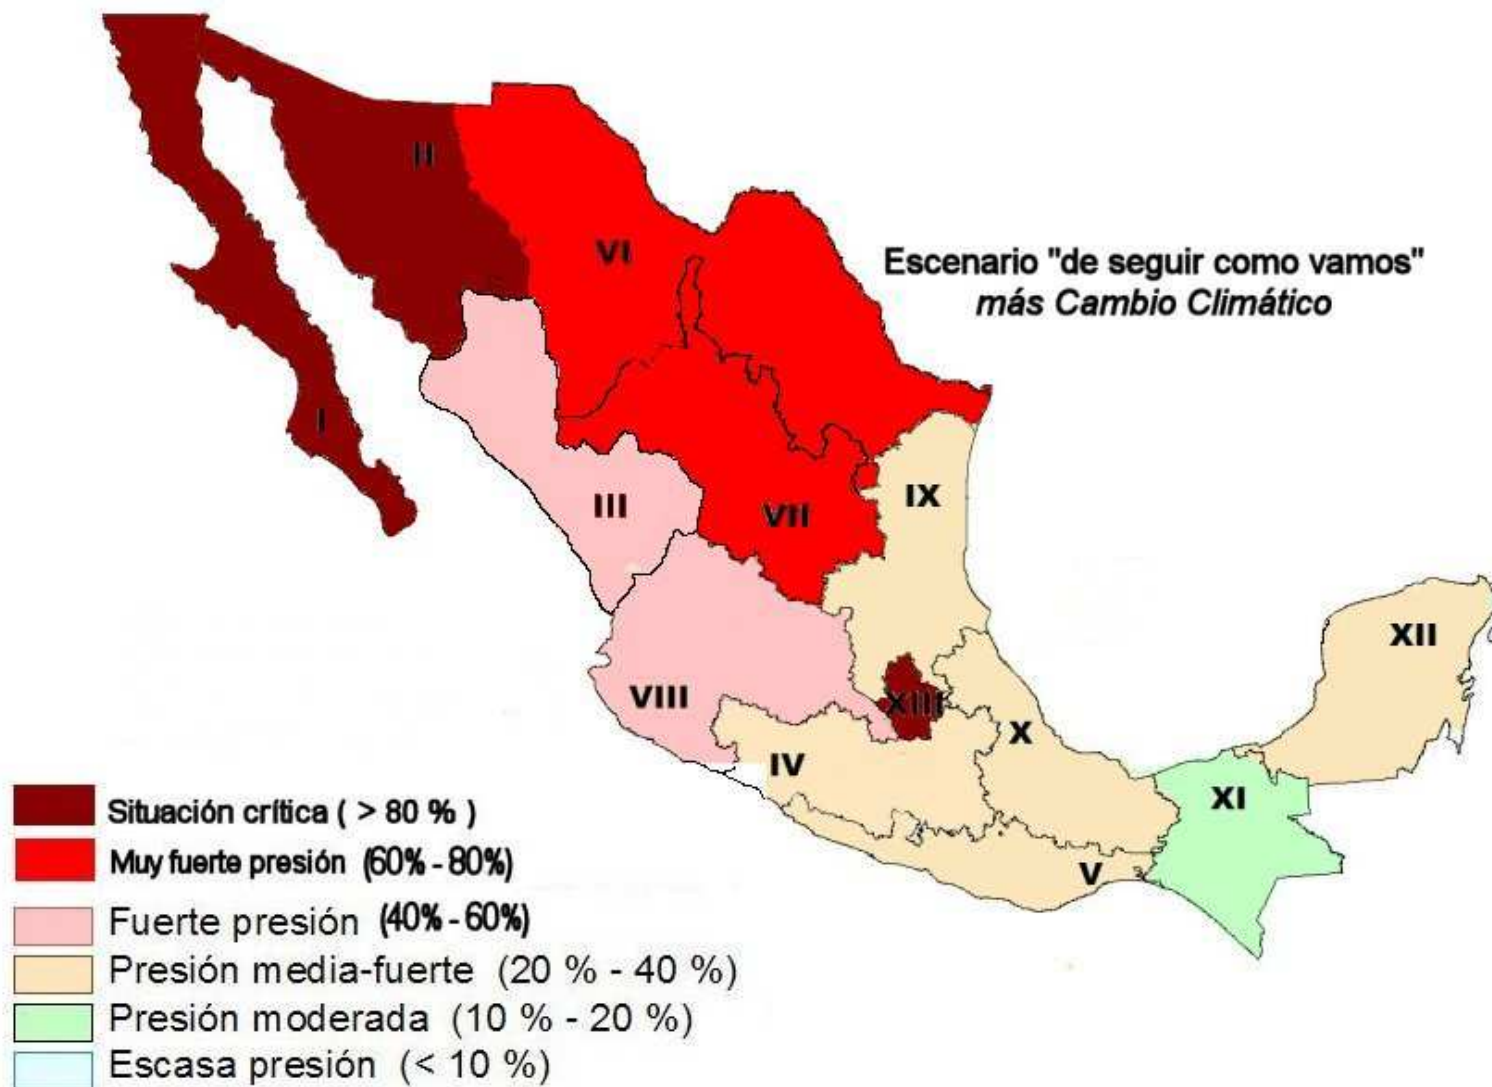 II
VI
Escenario "de seguir como vamos"
más Cambio Climático
I
III
VII
IX
XII
VIII
XIII
X
IV
XI
V
Situación crítica ( > 80 % )
Muy fuerte presión (60% - 80%)
Fuerte presión (40% - 60%)
Presión media-fuerte (20 % - 40 %)
Presión moderada (10 % - 20 %)
Escasa presión (< 10 %)